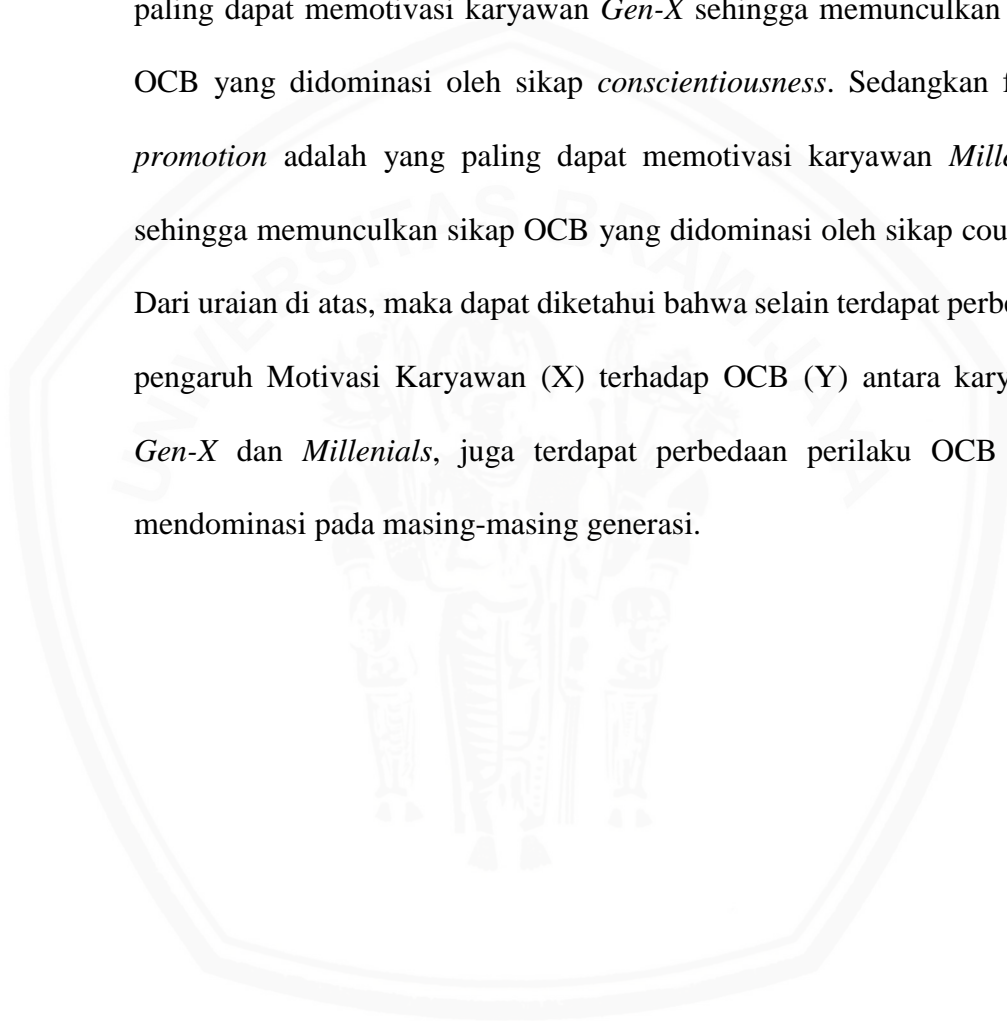 paling dapat memotivasi karyawan Gen-X sehingga memunculkan
OCB yang didominasi oleh sikap conscientiousness. Sedangkan
promotion adalah yang paling dapat memotivasi karyawan
sehingga memunculkan sikap OCB yang didominasi oleh sikap
Dari uraian di atas, maka dapat diketahui bahwa selain terdapat
pengaruh Motivasi Karyawan (X) terhadap OCB (Y) antara
Gen-X dan Millenials, juga terdapat perbedaan perilaku OCB
mendominasi pada masing-masing generasi.
UNIVERSITAS BRAWIJAYA